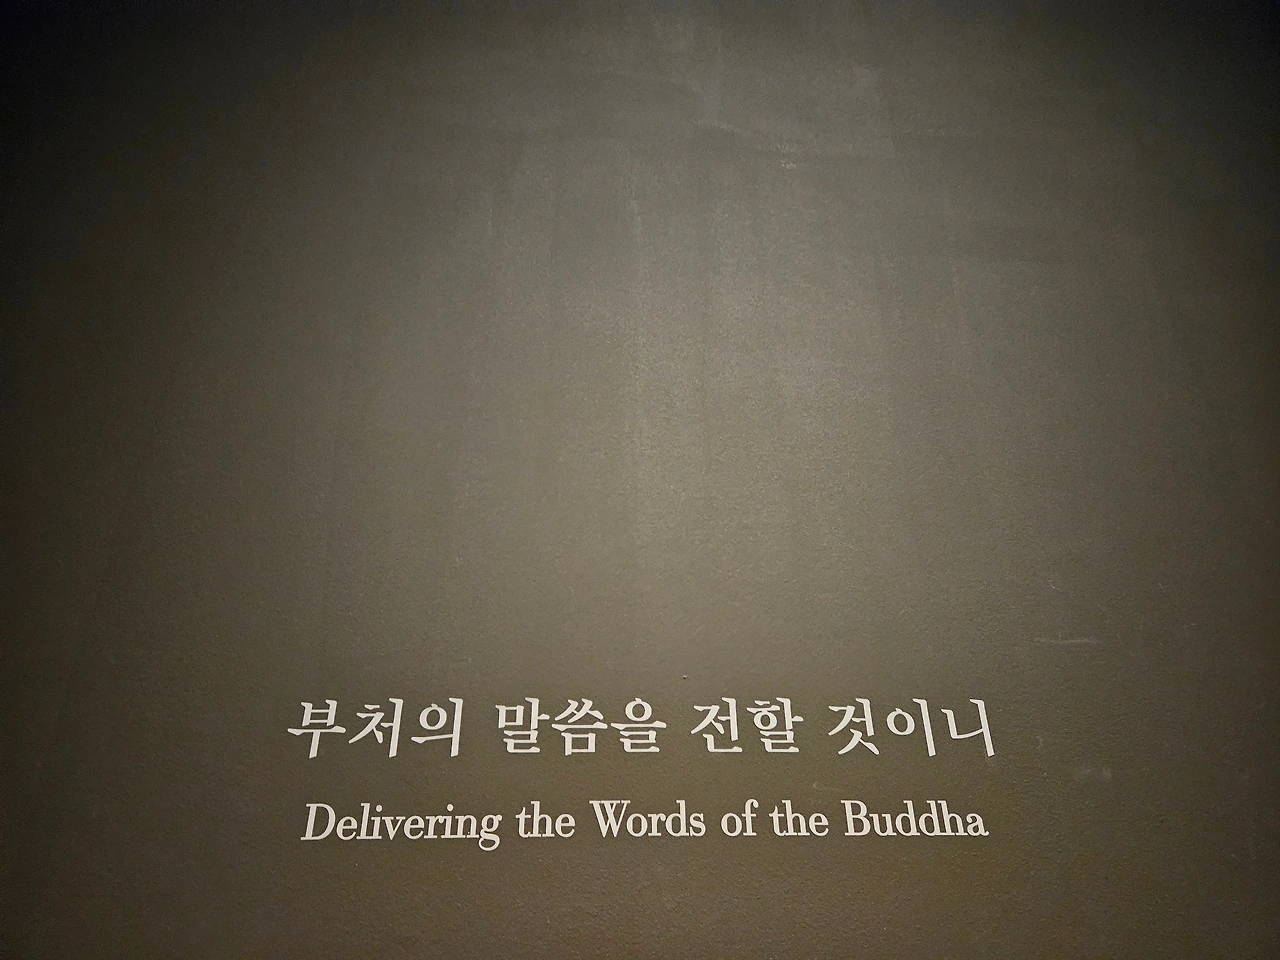 부처의 말씀을 전할 것이니
Delivering the Words of the Buddha